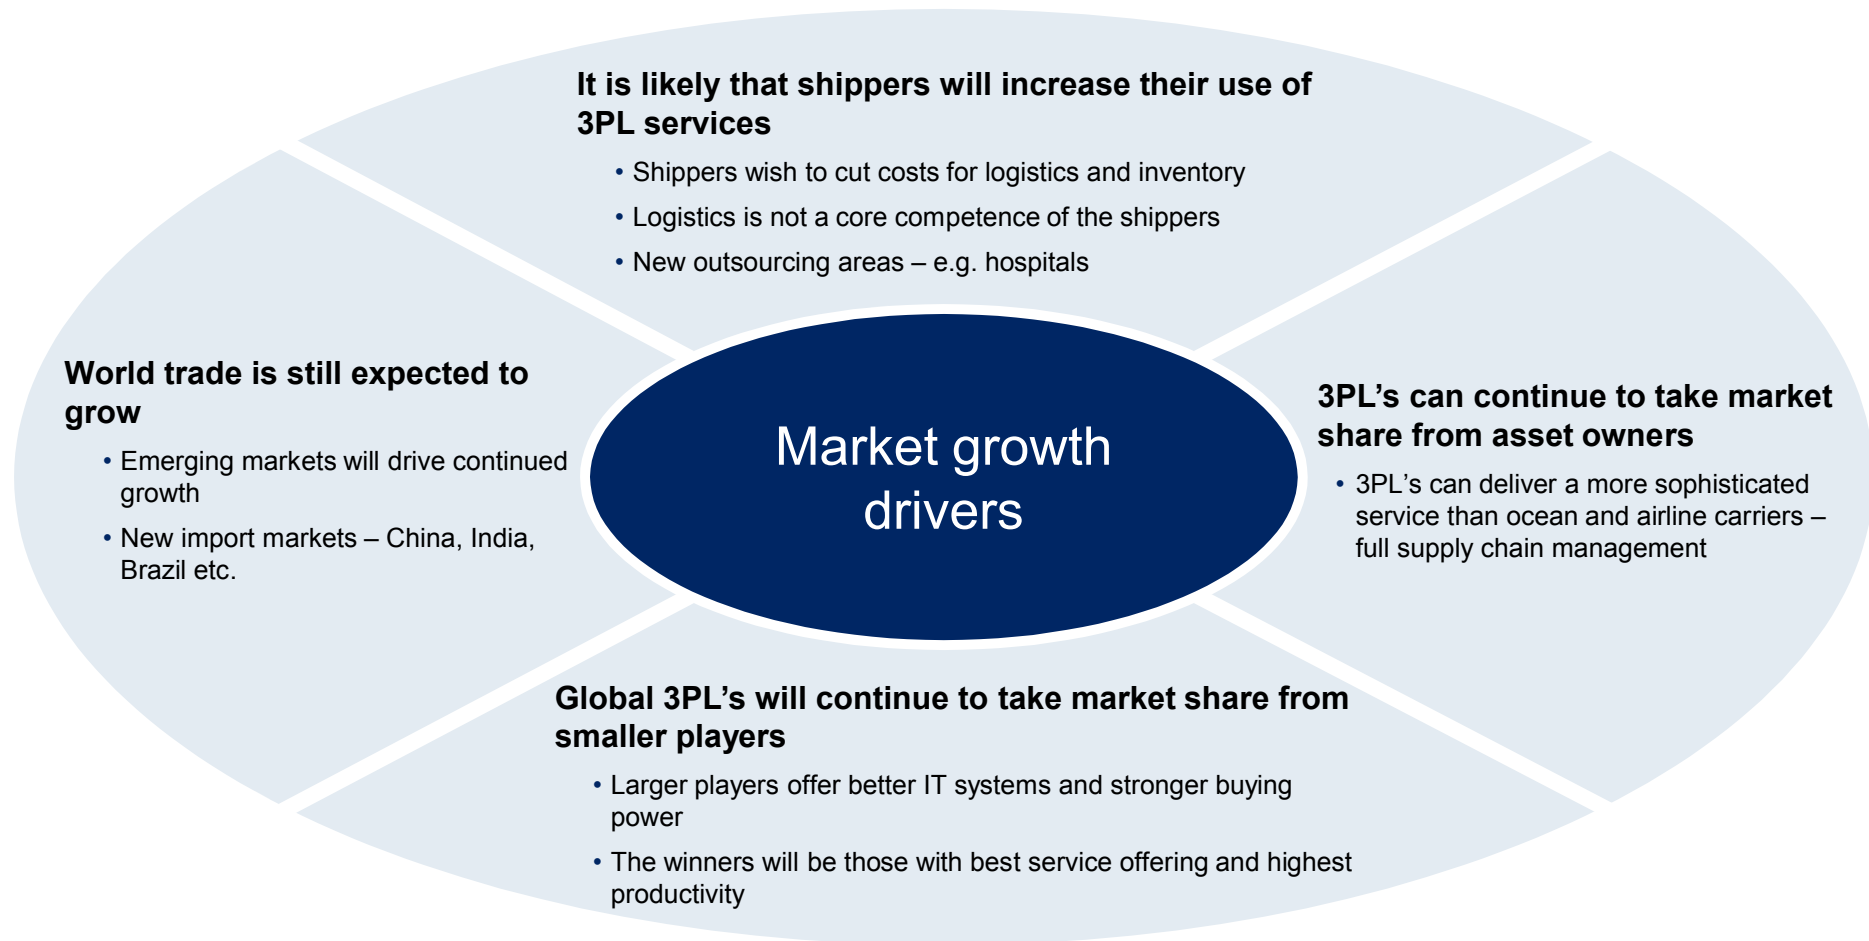 It is likely that shippers will increase their use of
3PL services
• Shippers wish to cut costs for logistics and inventory
• Logistics is not a core competence of the shippers
• New outsourcing areas – e.g. hospitals
World trade is still expected to
grow
• Emerging markets will drive continued
growth
• New import markets – China, India,
Brazil etc.
Market growth
drivers
3PL’s can continue to take market
share from asset owners
• 3PL’s can deliver a more sophisticated
service than ocean and airline carriers –
full supply chain management
Global 3PL’s will continue to take market share from
smaller players
• Larger players offer better IT systems and stronger buying
power
• The winners will be those with best service offering and highest
productivity